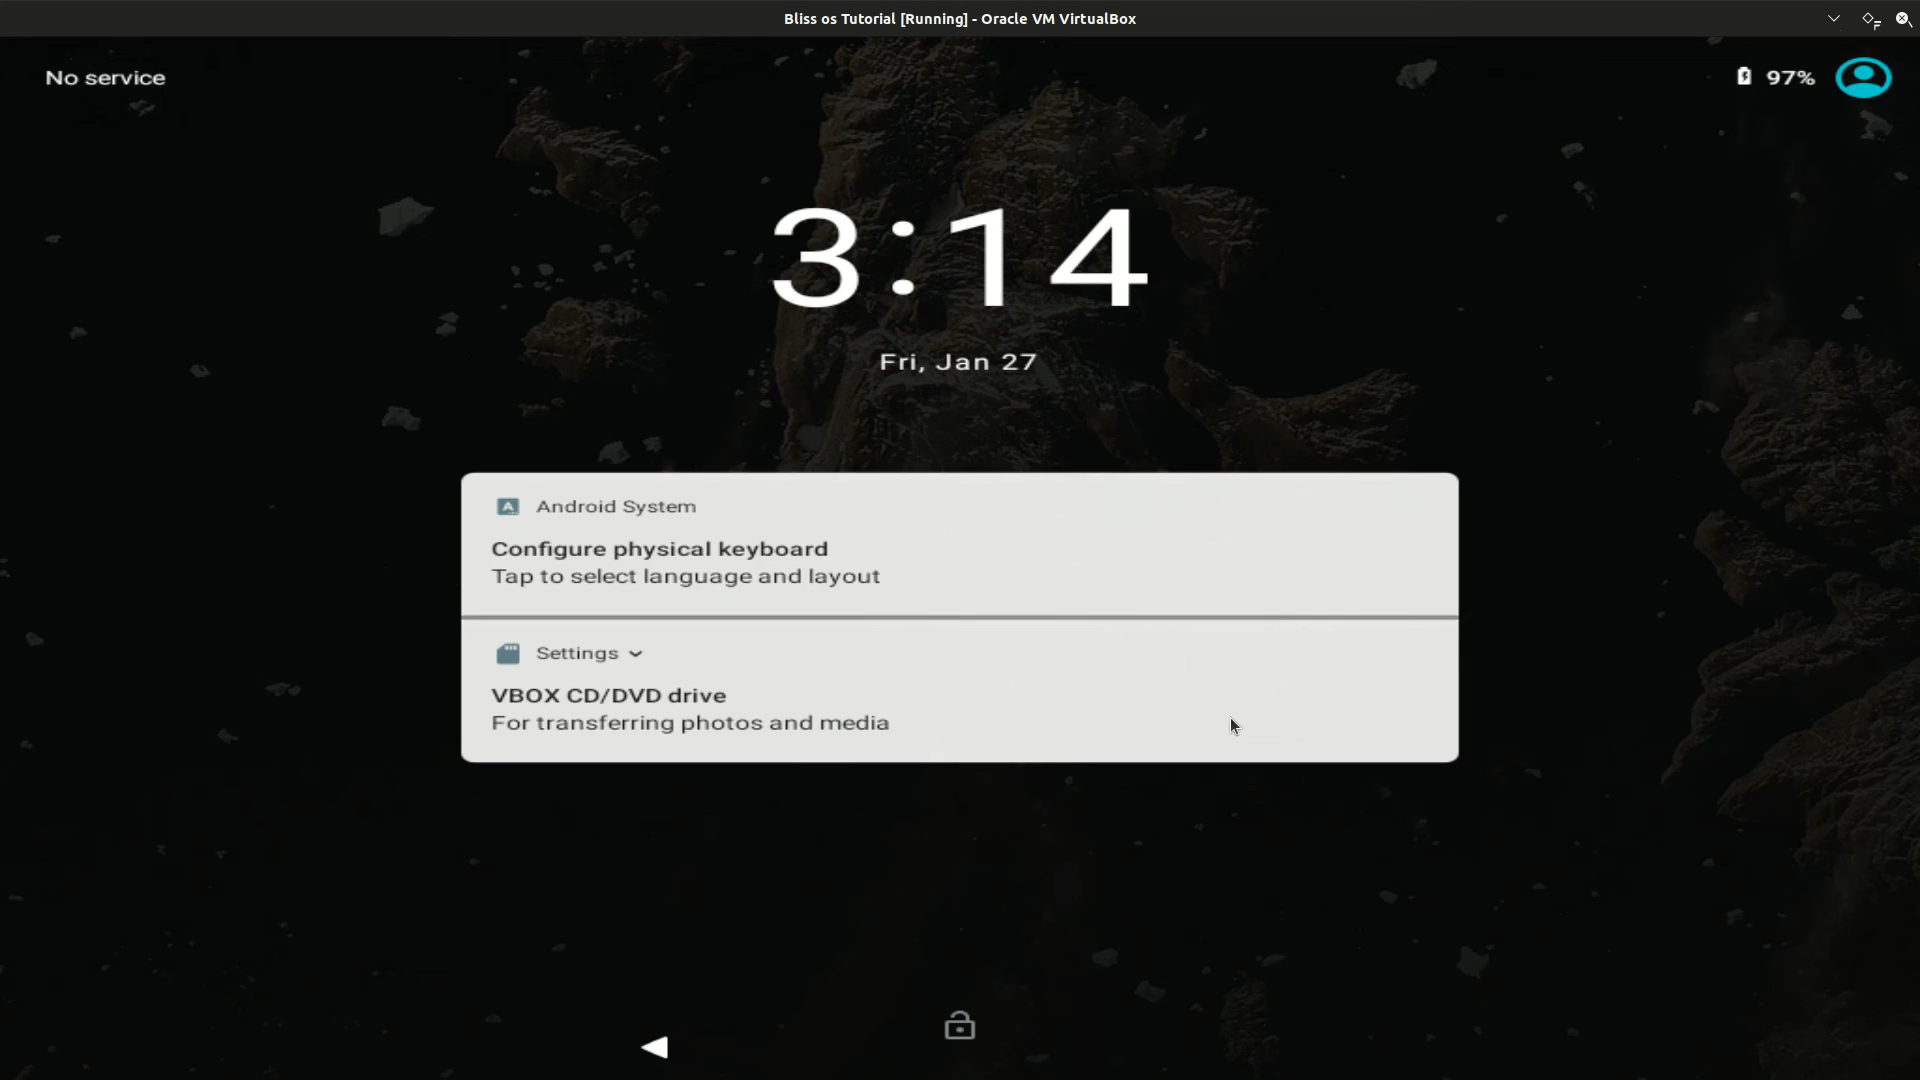 Bliss os Tutorial [Running] - Oracle VM VirtualBox
No service
97%
3:14
Fri, Jan 27
Android System
Configure physical keyboard
Tap to select language and layout
Settings
VBOX CD/DVD drive
For transferring photos and media